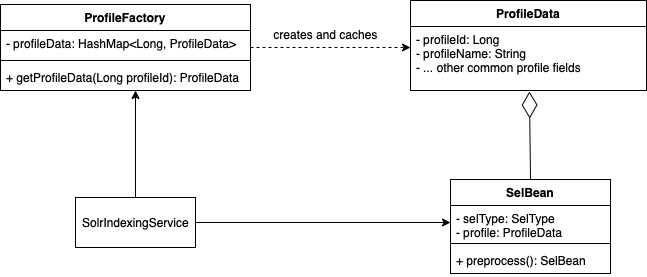 ProfileFactory
- profileData: HashMap<Long, ProfileData>
+ getProfileData(Long profileId): ProfileData
creates and caches
ProfileData
- profileId: Long
- profileName: String
- ... other common profile fields
SolrIndexingService
SelBean
- selType: SelType
- profile: ProfileData
+ preprocess(): SelBean